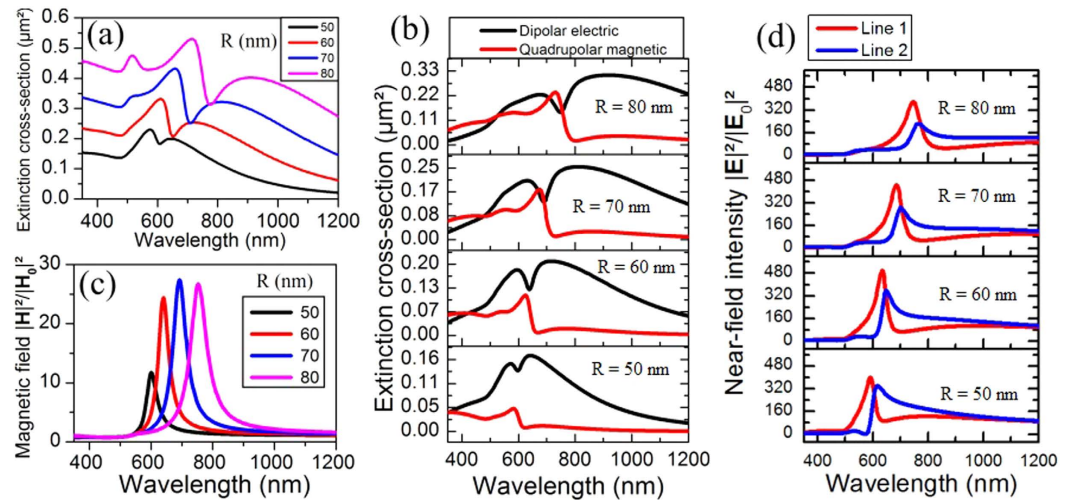 (a)
R (nm)
50
60
70
80
Extinction cross-section (μm²)
0.6
0.5
0.4
0.3
0.2
0.1
0.0
400 600 800 1000 1200
Wavelength (nm)
(c)
R (nm)
50
60
70
80
Magnetic field |H|²/|H₀|²
30
20
10
0
400 600 800 1000 1200
Wavelength (nm)
(b)
Dipolar electric
Quadrupolar magnetic
Extinction cross-section (μm²)
0.33
0.22
0.11
0.00
R = 80 nm
0.25
0.16
0.08
0.00
R = 70 nm
0.20
0.13
0.07
0.00
R = 60 nm
0.16
0.11
0.05
0.00
R = 50 nm
400 600 800 1000 1200
Wavelength (nm)
(d)
Line 1
Line 2
Near-field intensity |E|²/|E₀|²
480
320
160
0
R = 80 nm
480
320
160
0
R = 70 nm
480
320
160
0
R = 60 nm
480
320
160
0
R = 50 nm
400 600 800 1000 1200
Wavelength (nm)